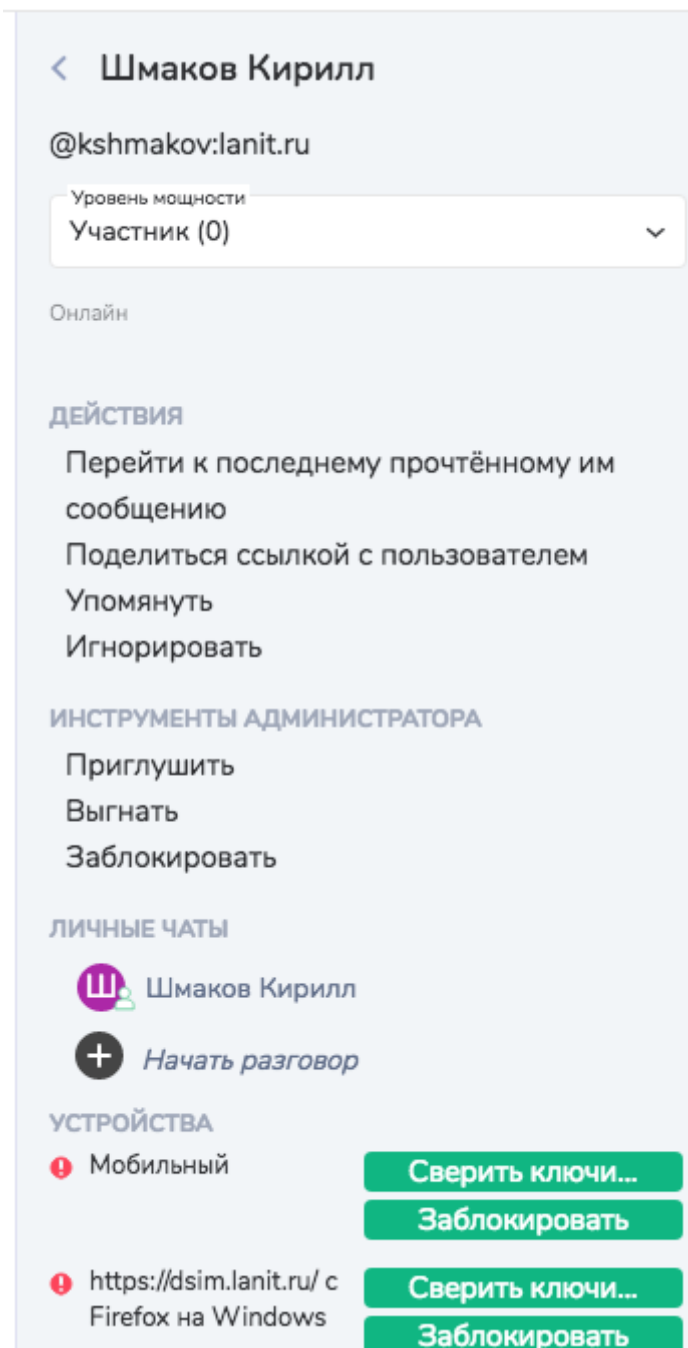 Шмаков Кирилл
@kshmakov:lanit.ru
Уровень мощности
Участник (0)
Онлайн
ДЕЙСТВИЯ
Перейти к последнему прочтённому им
сообщению
Поделиться ссылкой с пользователем
Упомянуть
Игнорировать
ИНСТРУМЕНТЫ АДМИНИСТРАТОРА
Приглушить
Выгнать
Заблокировать
ЛИЧНЫЕ ЧАТЫ
Ш Шмаков Кирилл
Начать разговор
УСТРОЙСТВА
Мобильный
Сверить ключи...
Заблокировать
https://dsim.lanit.ru/ с
Firefox на Windows
Сверить ключи...
Заблокировать